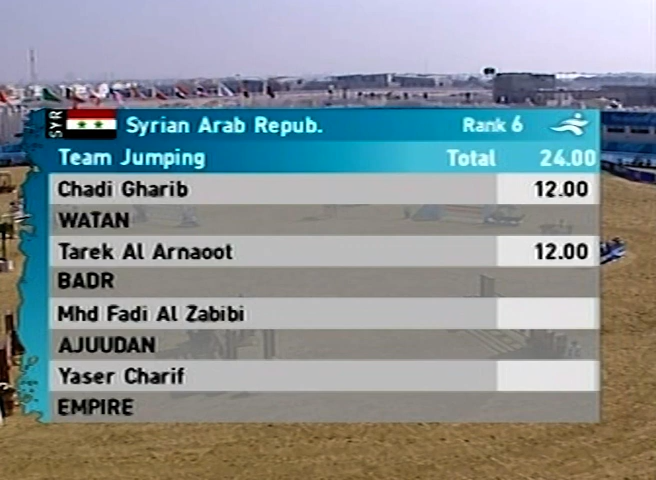 SYR Syrian Arab Repub. Rank 6
Team Jumping Total 24.00
Chadi Gharib 12.00
WATAN
Tarek Al Arnaoot 12.00
BADR
Mhd Fadi Al Zabibi
AJUUDAN
Yaser Charif
EMPIRE